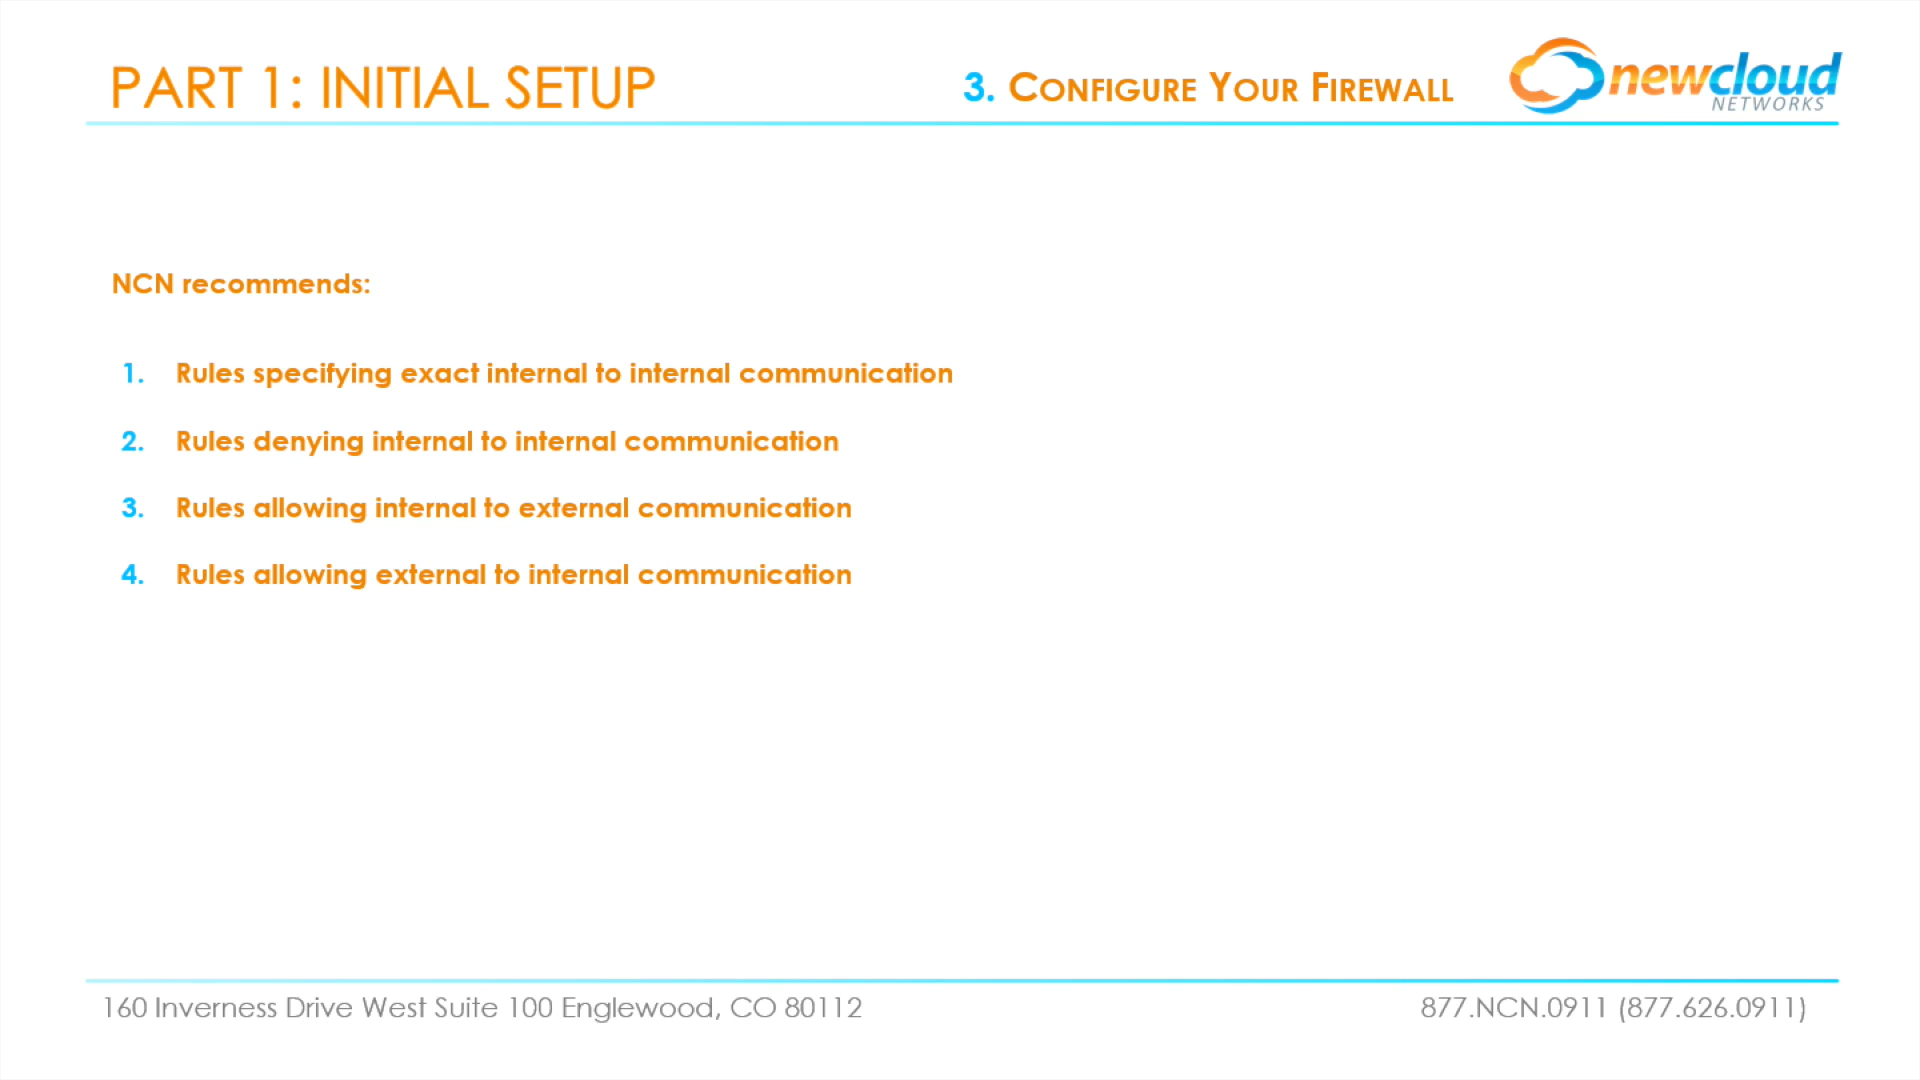 PART 1: INITIAL SETUP
3. CONFIGURE YOUR FIREWALL
newcloud
NETWORKS
NCN recommends:
1. Rules specifying exact internal to internal communication
2. Rules denying internal to internal communication
3. Rules allowing internal to external communication
4. Rules allowing external to internal communication
160 Inverness Drive West Suite 100 Englewood, CO 80112
877.NCN.0911 (877.626.0911)